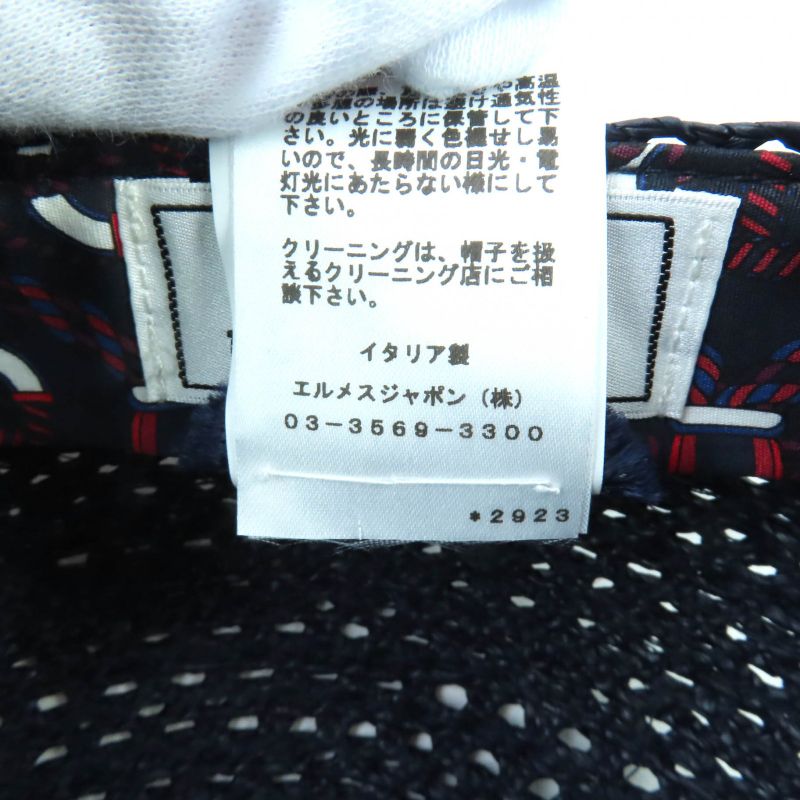 や高温
多湿の場所は避け通気性
の良いところに保管して下
さい。光に弱く色褪せし易
いので、長時間の日光・電
灯光にあたらない様にして
下さい。
クリーニングは、帽子を扱
えるクリーニング店にご相
談下さい。
イタリア製
エルメスジャポン（株）
03-3569-3300
*2923